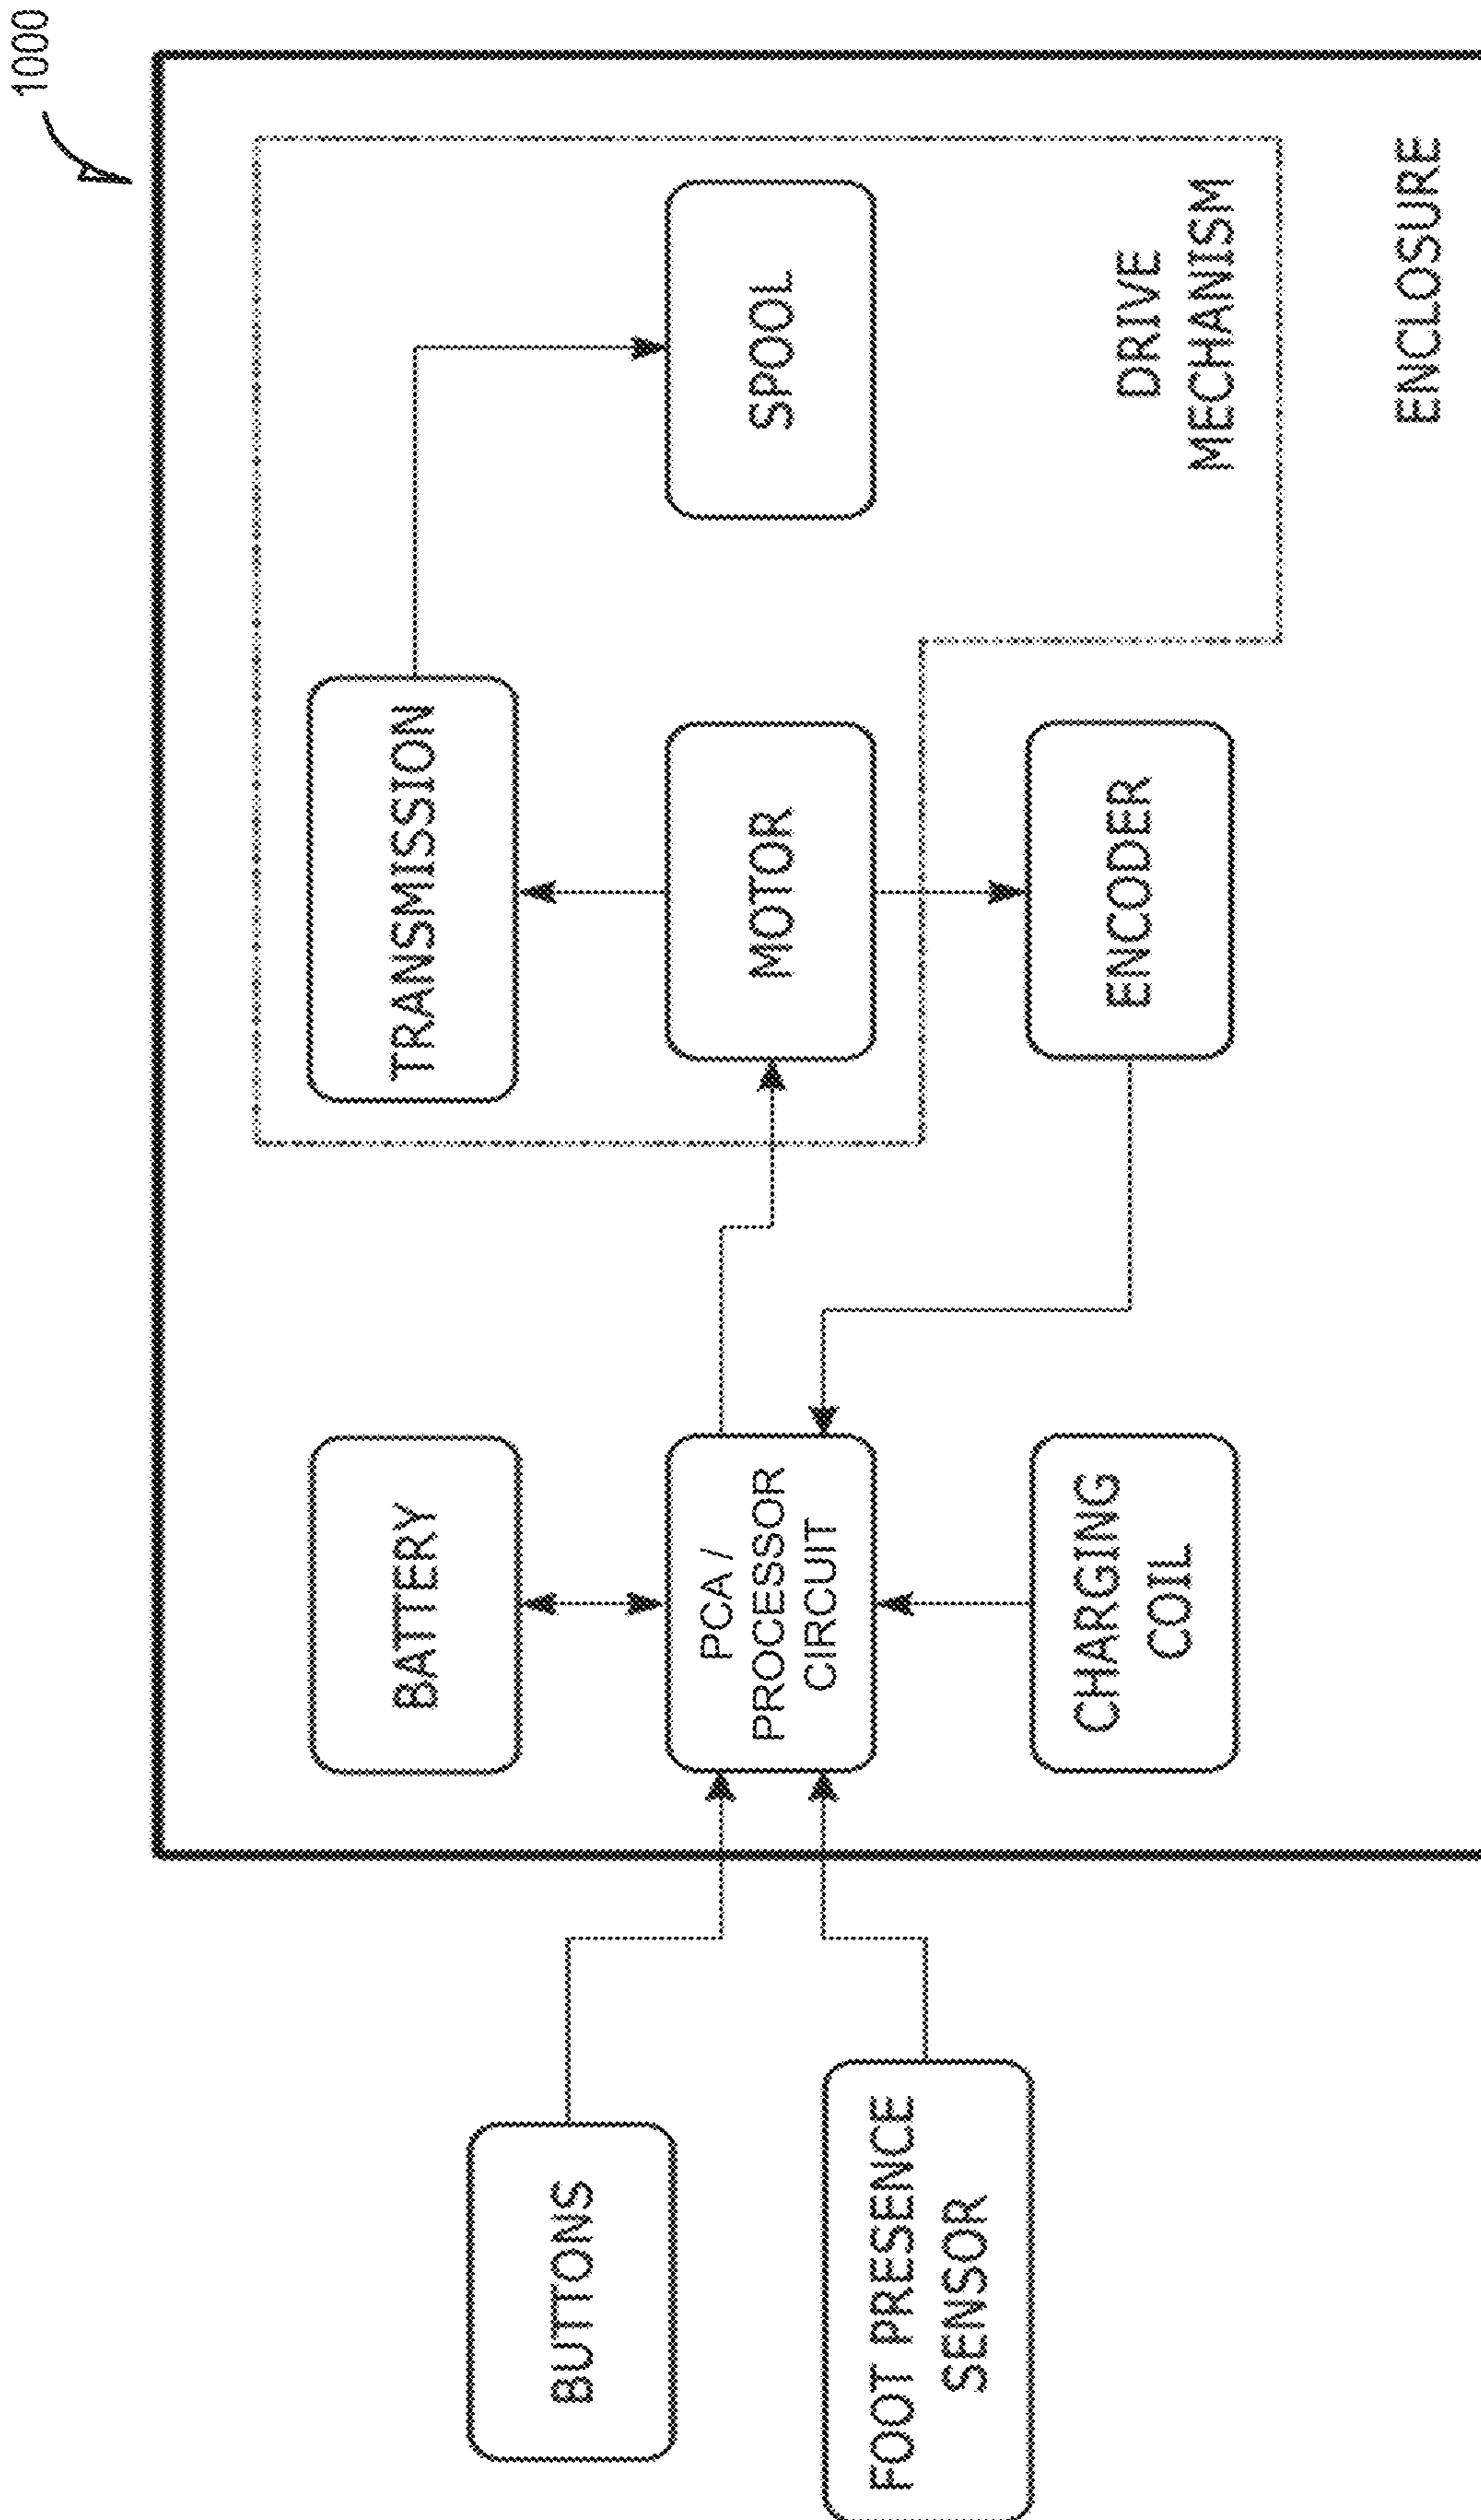 1000
BUTTONS
FOOT PRESENCE
SENSOR
BATTERY
PCA /
PROCESSOR
CIRCUIT
CHARGING
COIL
TRANSMISSION
MOTOR
ENCODER
SPOOL
DRIVE
MECHANISM
ENCLOSURE